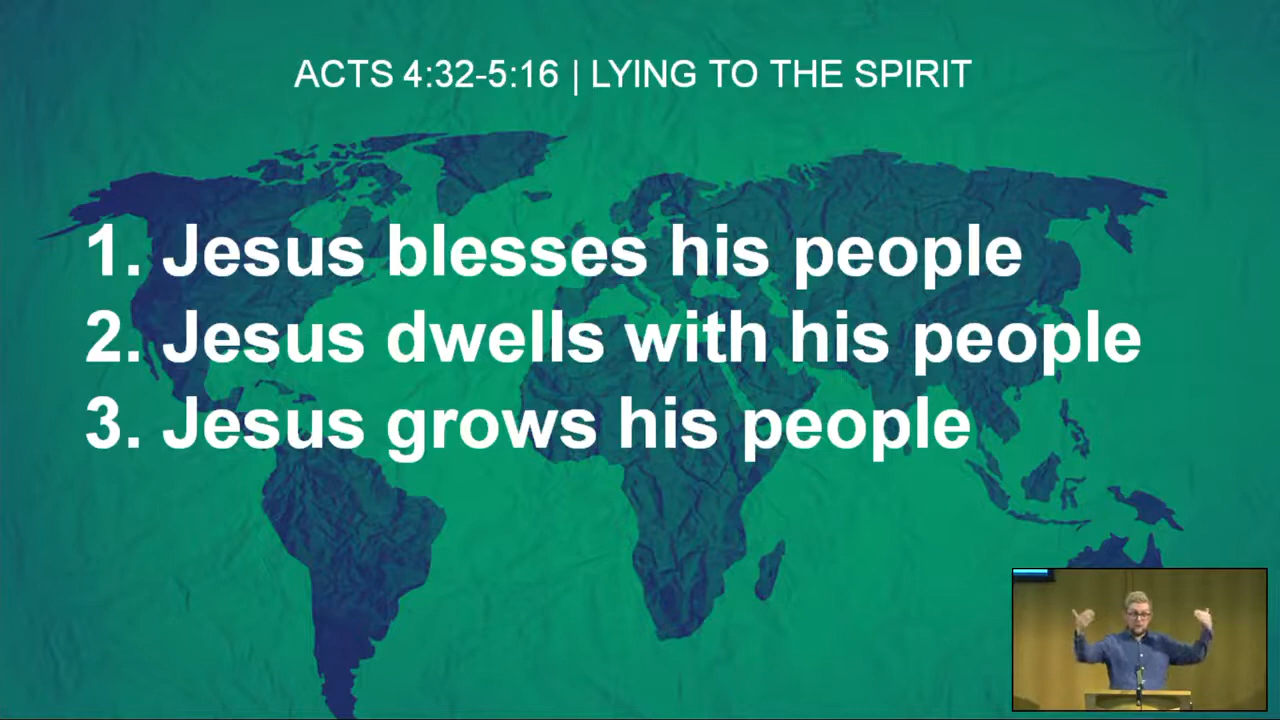 ACTS 4:32-5:16 | LYING TO THE SPIRIT
1. Jesus blesses his people
2. Jesus dwells with his people
3. Jesus grows his people